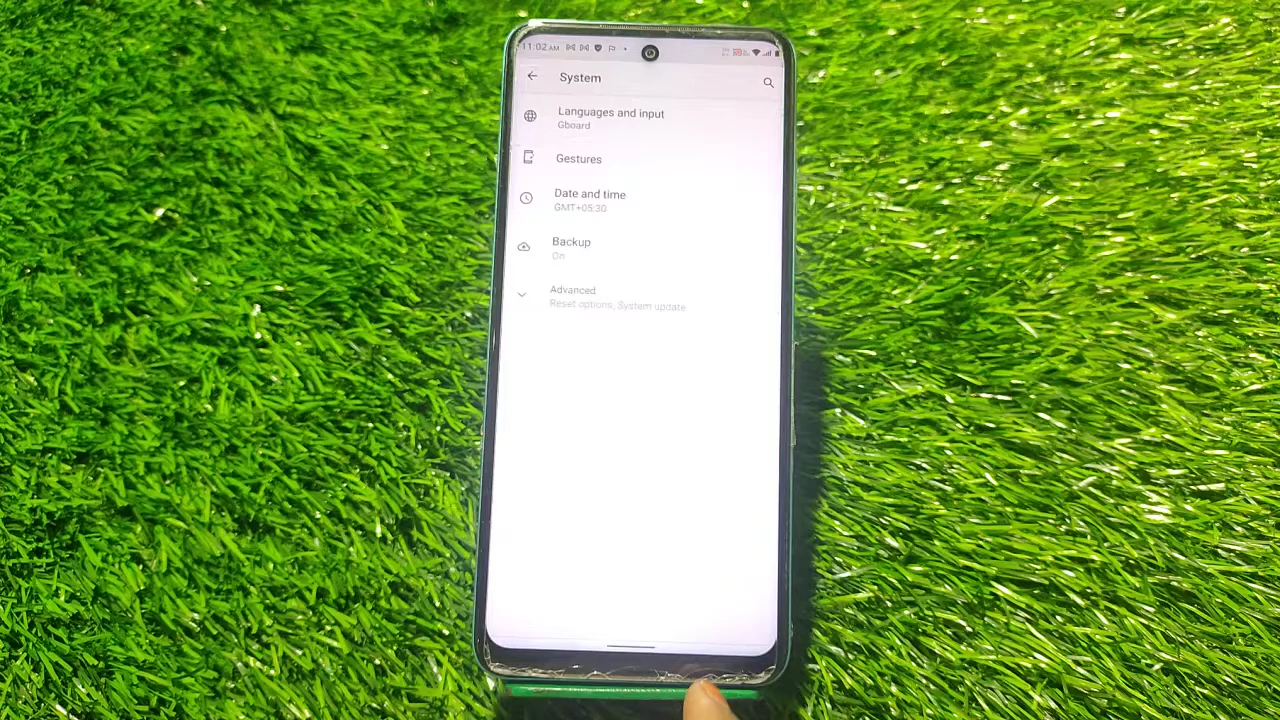 11:02 AM
System
Languages and input
Gboard
Gestures
Date and time
GMT+05:30
Backup
On
Advanced
Reset options, System update